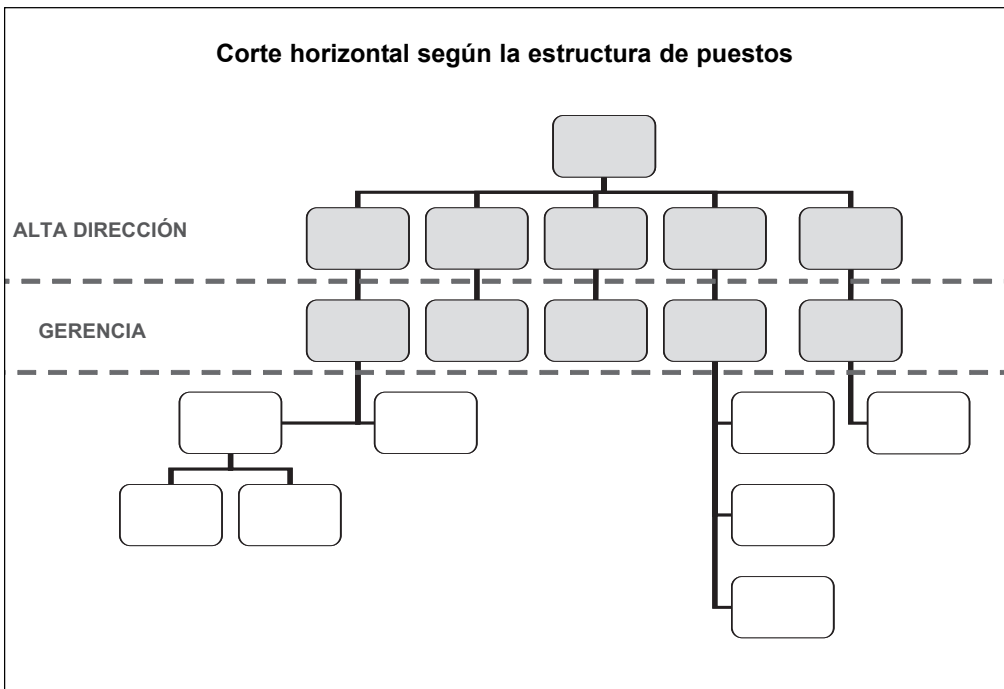 Corte horizontal según la estructura de puestos
ALTA DIRECCIÓN
GERENCIA